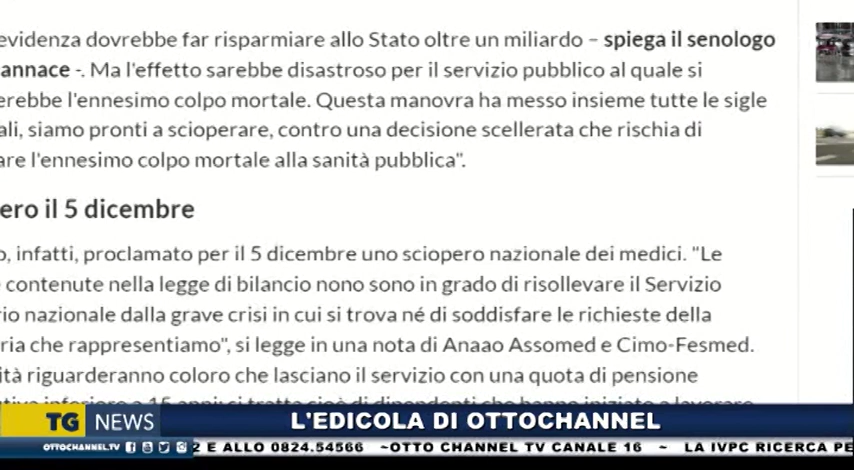 evidenza dovrebbe far risparmiare allo Stato oltre un miliardo – spiega il senologo
annace -. Ma l'effetto sarebbe disastroso per il servizio pubblico al quale si
erebbe l'ennesimo colpo mortale. Questa manovra ha messo insieme tutte le sigle
ali, siamo pronti a scioperare, contro una decisione scellerata che rischia di
are l'ennesimo colpo mortale alla sanità pubblica".
ero il 5 dicembre
o, infatti, proclamato per il 5 dicembre uno sciopero nazionale dei medici. "Le
contenute nella legge di bilancio nono sono in grado di risollevare il Servizio
rio nazionale dalla grave crisi in cui si trova né di soddisfare le richieste della
ria che rappresentiamo", si legge in una nota di Anaao Assomed e Cimo-Fesmed.
ità riguarderanno coloro che lasciano il servizio con una quota di pensione
TG NEWS L'EDICOLA DI OTTOCHANNEL
OTTOCHANNEL.TV 2 E ALLO 0824.54566 ~OTTO CHANNEL TV CANALE 16 ~ LA IVPC RICERCA PE